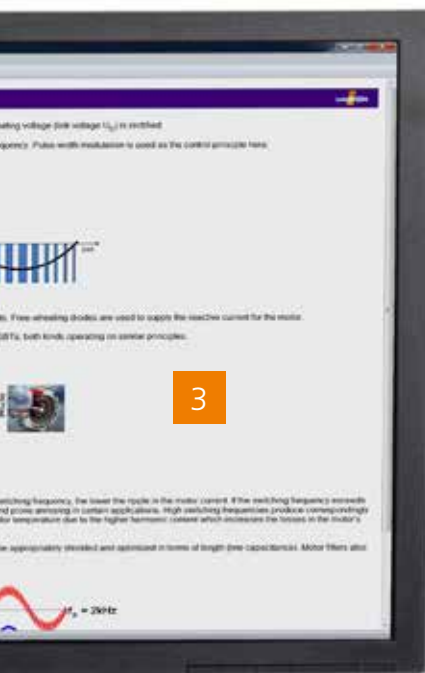 ating voltage (link voltage U
) is rectified
quency. Pulse-width modulation is used as the control principle here.
ds. Free-wheeling diodes are used to supply the reactive current for the motor.
GBTs, both kinds operating on similar principles.
3
witching frequency, the lower the ripple in the motor current. If the switching frequency exceeds
nd prove annoying in certain applications. High switching frequencies produce correspondingly
tor temperature due to the higher harmonic content which increases the losses in the motor's
be appropriately shielded and optimized in terms of length (line capacitance). Motor filters also
= 2kHz